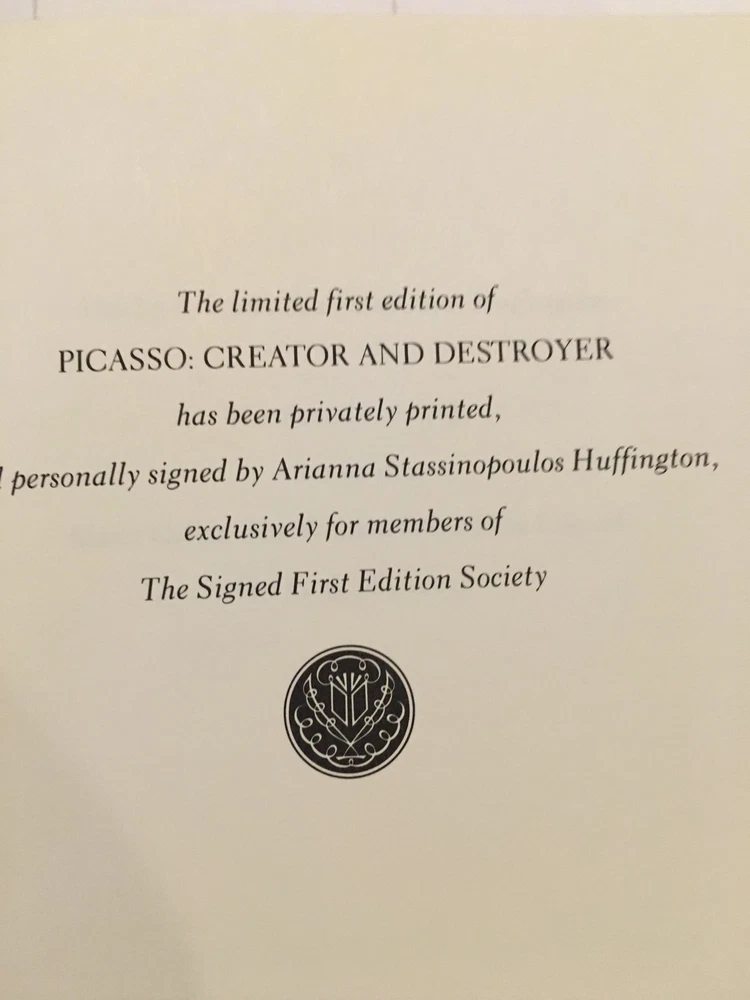 The limited first edition of
PICASSO: CREATOR AND DESTROYER
has been privately printed,
personally signed by Arianna Stassinopoulos Huffington,
exclusively for members of
The Signed First Edition Society